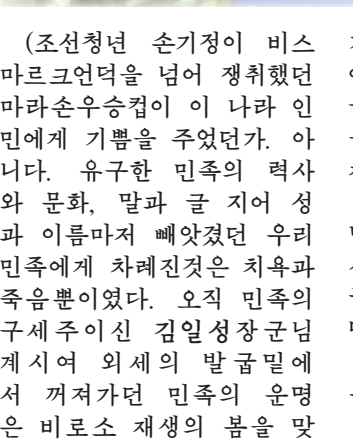 (조선청년 손기정이 비스
마르크언덕을 넘어 쟁취했던
마라손우승컵이 이 나라 인
민에게 기쁨을 주었던가. 아
니다. 유구한 민족의 력사
와 문화, 말과 글 지어 성
과 이름마저 빼앗겼던 우리
민족에게 차례진것은 치욕과
죽음뿐이였다. 오직 민족의
구세주이신 김일성장군님
계시여 외세의 발굽밑에
서 꺼져가던 민족의 운명
은 비로소 재생의 봄을 맞